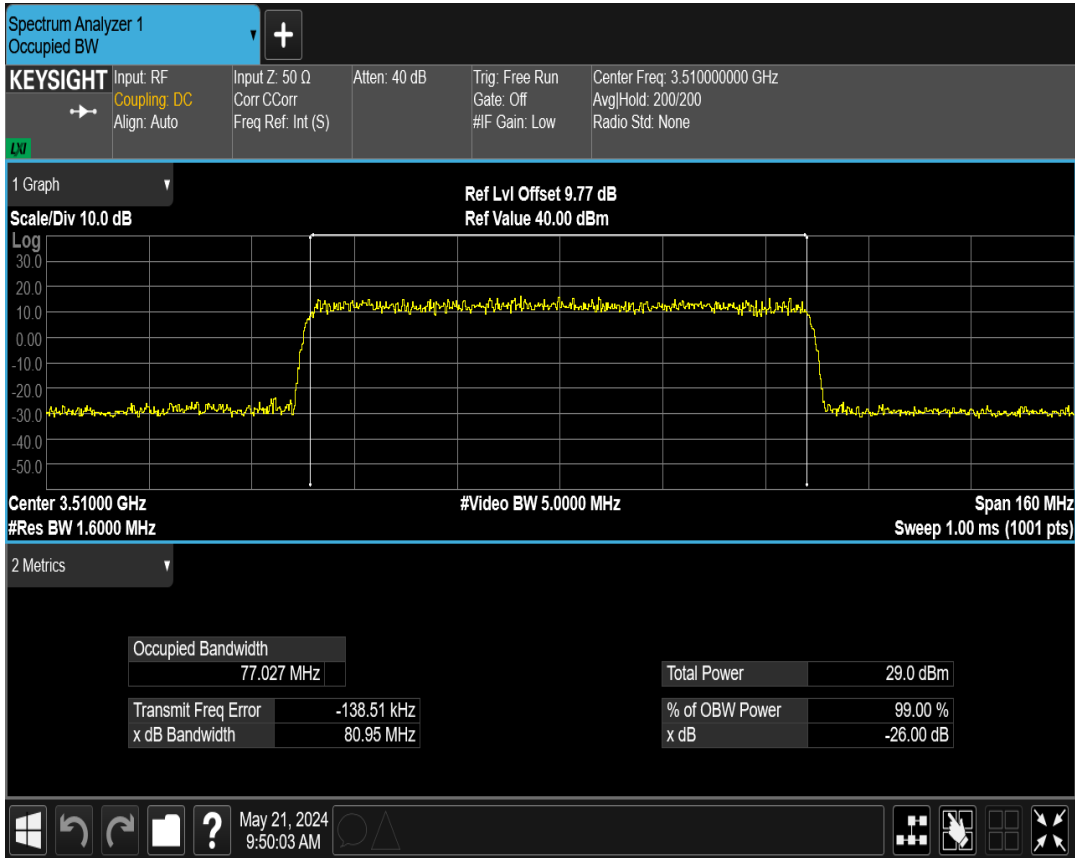 Spectrum Analyzer 1
Occupied BW
+
KEYSIGHT
LXI
Input: RF
Coupling: DC
Align: Auto
Input Z: 50 Ω
Corr CCorr
Freq Ref: Int (S)
Atten: 40 dB
Trig: Free Run
Gate: Off
#IF Gain: Low
Center Freq: 3.510000000 GHz
Avg|Hold: 200/200
Radio Std: None
1 Graph
Scale/Div 10.0 dB
Ref Lvl Offset 9.77 dB
Ref Value 40.00 dBm
Log
30.0
20.0
10.0
0.00
-10.0
-20.0
-30.0
-40.0
-50.0
Center 3.51000 GHz
#Video BW 5.0000 MHz
Span 160 MHz
#Res BW 1.6000 MHz
Sweep 1.00 ms (1001 pts)
2 Metrics
Occupied Bandwidth
77.027 MHz
Transmit Freq Error -138.51 kHz
x dB Bandwidth 80.95 MHz
Total Power 29.0 dBm
% of OBW Power 99.00 %
x dB -26.00 dB
?
May 21, 2024
9:50:03 AM